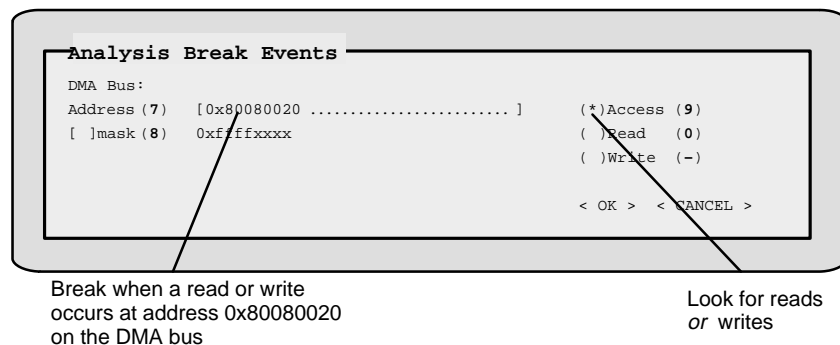 Analysis Break Events
DMA Bus:
Address (7) [0x80080020 ........................ ] (*)Access (9)
[ ]mask (8) 0xffffxxxx ( )Read (0)
( )Write (–)
< OK > < CANCEL >
Break when a read or write
occurs at address 0x80080020
on the DMA bus
Look for reads
or writes